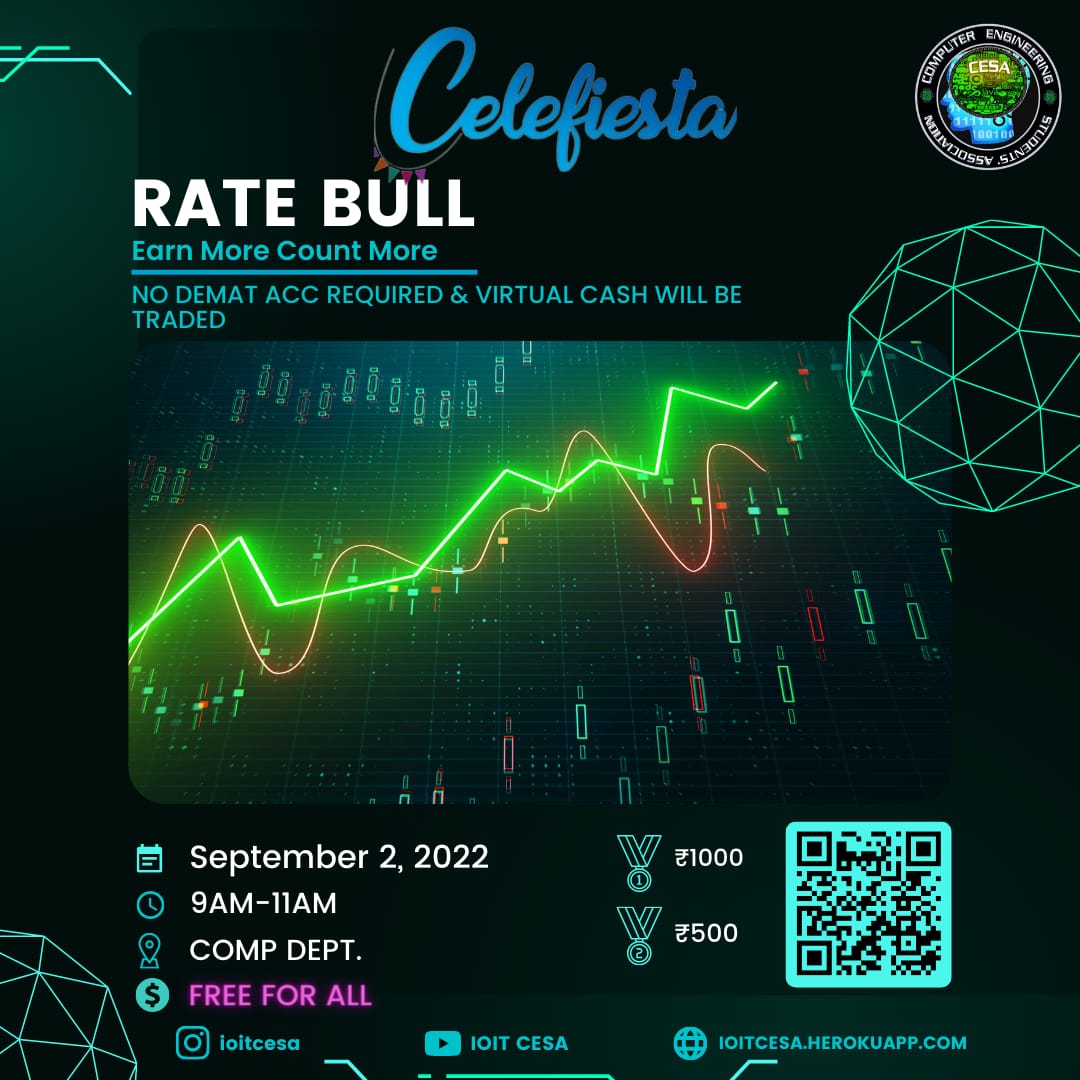 Celefiesta
COMPUTER ENGINEERING
STUDENTS' ASSOCIATION
CESA
RATE BULL
Earn More Count More
NO DEMAT ACC REQUIRED & VIRTUAL CASH WILL BE
TRADED
September 2, 2022
9AM-11AM
COMP DEPT.
FREE FOR ALL
1
₹1000
2
₹500
ioitcesa
IOIT CESA
IOITCESA.HEROKUAPP.COM